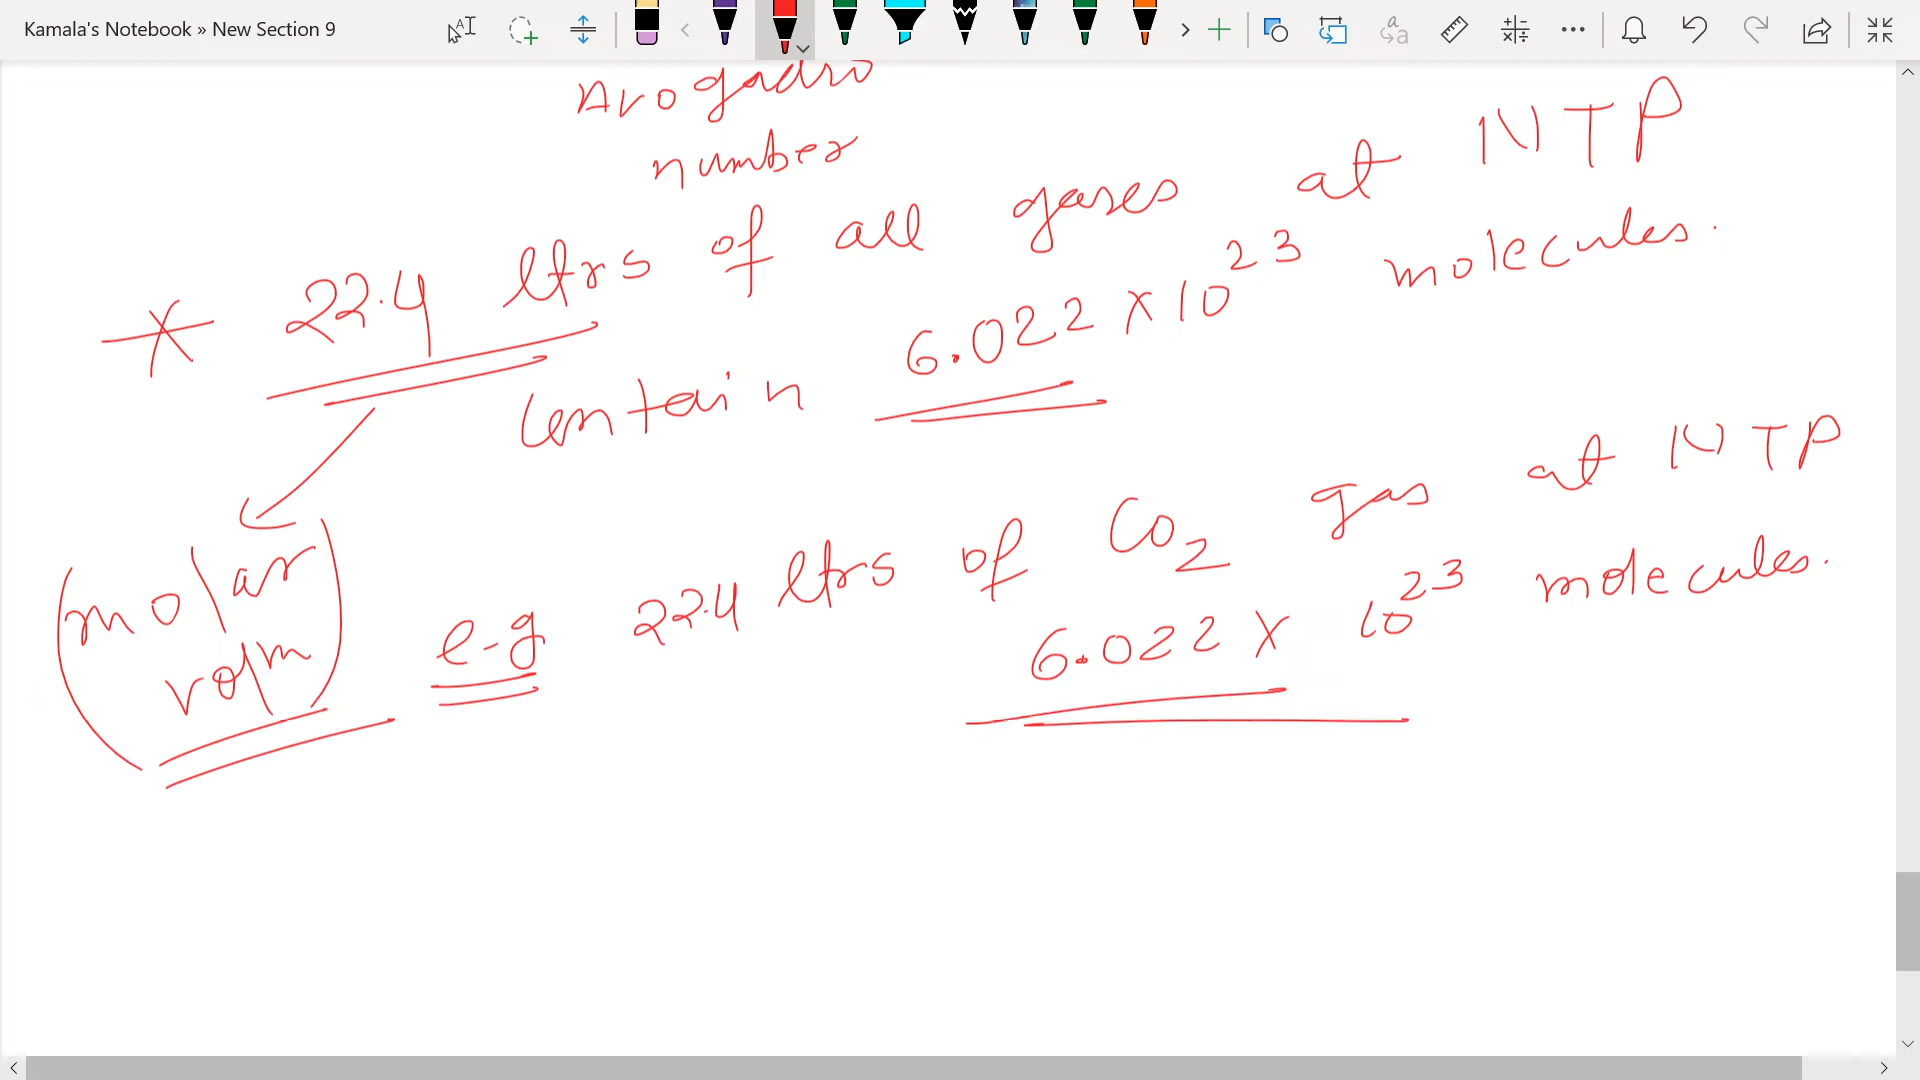 Kamala's Notebook » New Section 9
Avogadro
number
* 22.4 ltrs of all gases at NTP
contain 6.022 x 10^23 molecules.
(molar
volm)
e-g 22.4 ltrs of CO2 gas at NTP
6.022 x 10^23 molecules.